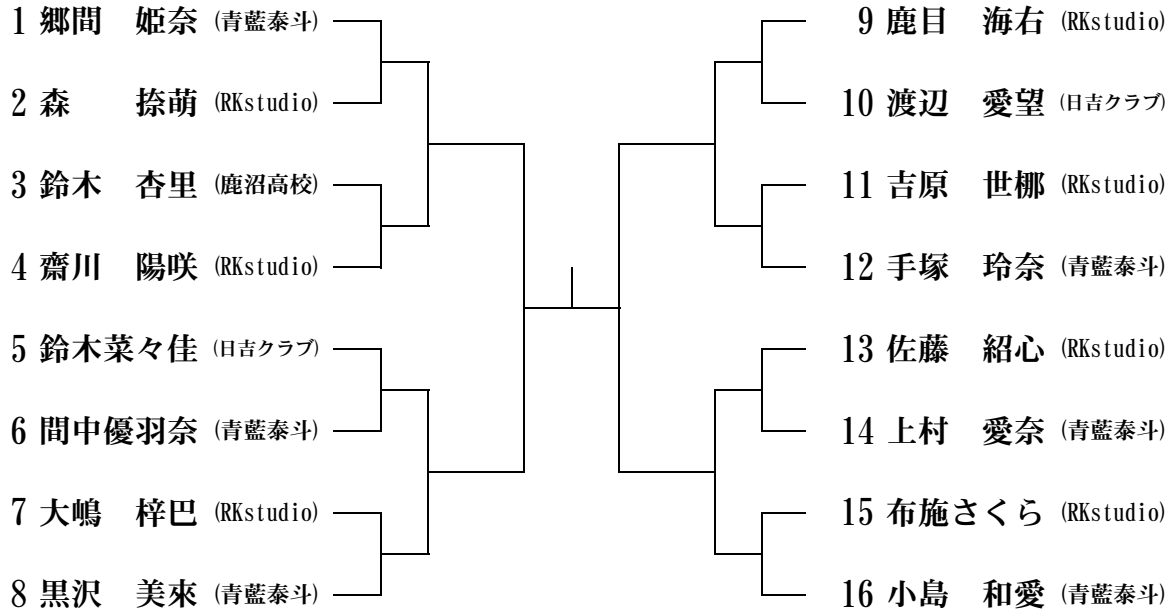 1 郷間　姫奈 (青藍泰斗)
2 森　　捺萌 (RKstudio)
3 鈴木　杏里 (鹿沼高校)
4 齋川　陽咲 (RKstudio)
5 鈴木菜々佳 (日吉クラブ)
6 間中優羽奈 (青藍泰斗)
7 大嶋　梓巴 (RKstudio)
8 黒沢　美來 (青藍泰斗)
9 鹿目　海右 (RKstudio)
10 渡辺　愛望 (日吉クラブ)
11 吉原　世梛 (RKstudio)
12 手塚　玲奈 (青藍泰斗)
13 佐藤　紹心 (RKstudio)
14 上村　愛奈 (青藍泰斗)
15 布施さくら (RKstudio)
16 小島　和愛 (青藍泰斗)